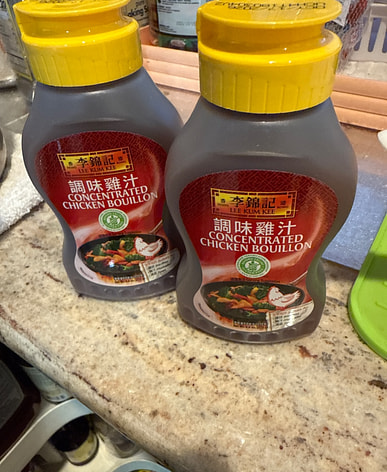 李錦記
LEE KUM KEE
調味雞汁
CONCENTRATED
CHICKEN BOUILLON
李錦記
LEE KUM KEE
調味雞汁
CONCENTRATED
CHICKEN BOUILLON